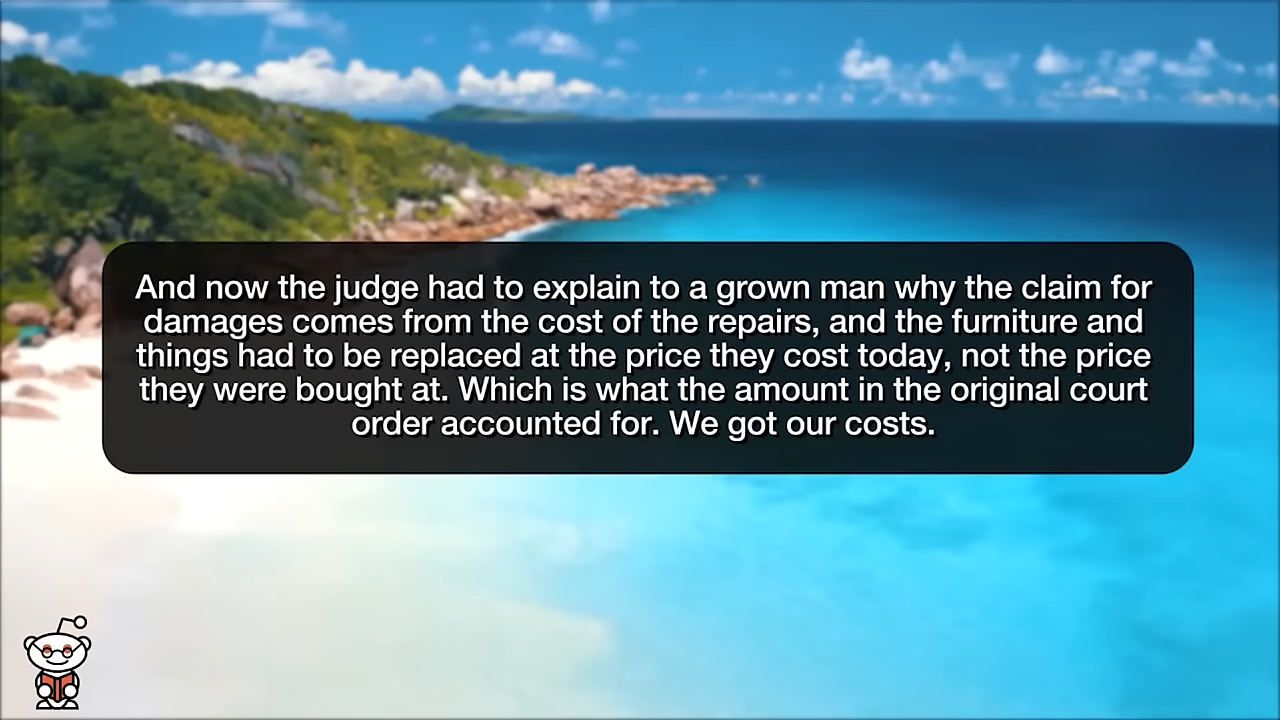 And now the judge had to explain to a grown man why the claim for
damages comes from the cost of the repairs, and the furniture and
things had to be replaced at the price they cost today, not the price
they were bought at. Which is what the amount in the original court
order accounted for. We got our costs.